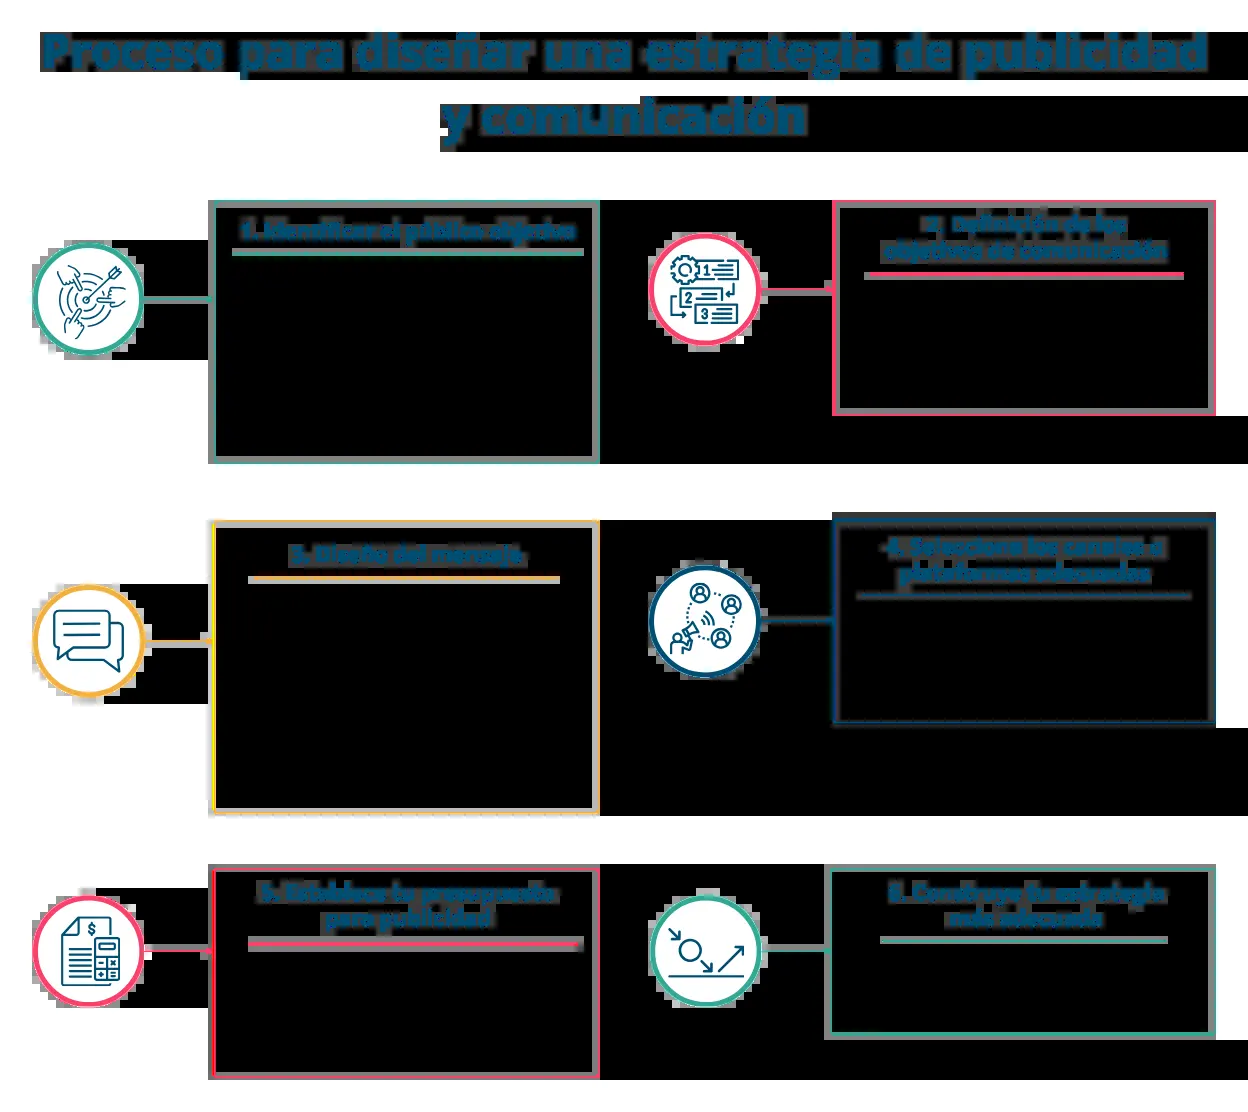 Proceso para diseñar una estrategia de publicidad
y comunicación
1. Identificar el público objetivo
2. Definición de los
objetivos de comunicación
1
2
3
3. Diseño del mensaje
4. Selecciona los canales o
plataformas adecuadas
5. Establece tu presupuesto
para publicidad
$
6. Construye tu estrategia
más adecuada